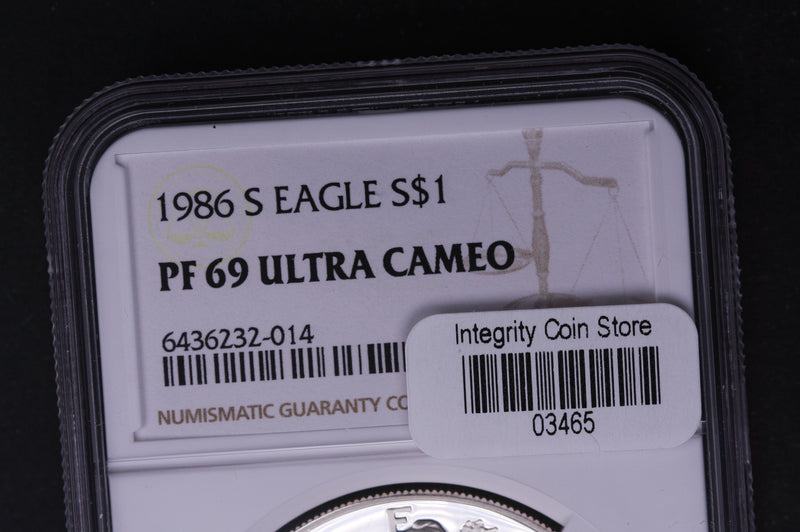 1986 S EAGLE S$1
PF 69 ULTRA CAMEO
6436232-014
NUMISMATIC GUARANTY CO
Integrity Coin Store
03465
E